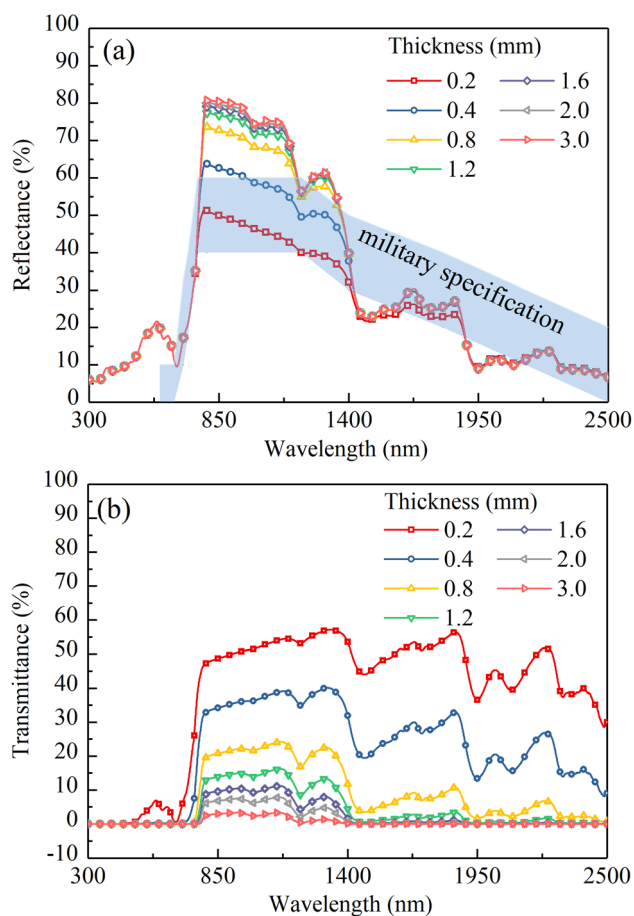 (a)
Thickness (mm)
0.2 1.6
0.4 2.0
0.8 3.0
1.2
military specification
100
90
80
70
60
50
40
30
20
10
0
Reflectance (%)
300 850 1400 1950 2500
Wavelength (nm)
(b)
Thickness (mm)
0.2 1.6
0.4 2.0
0.8 3.0
1.2
100
90
80
70
60
50
40
30
20
10
0
-10
Transmittance (%)
300 850 1400 1950 2500
Wavelength (nm)